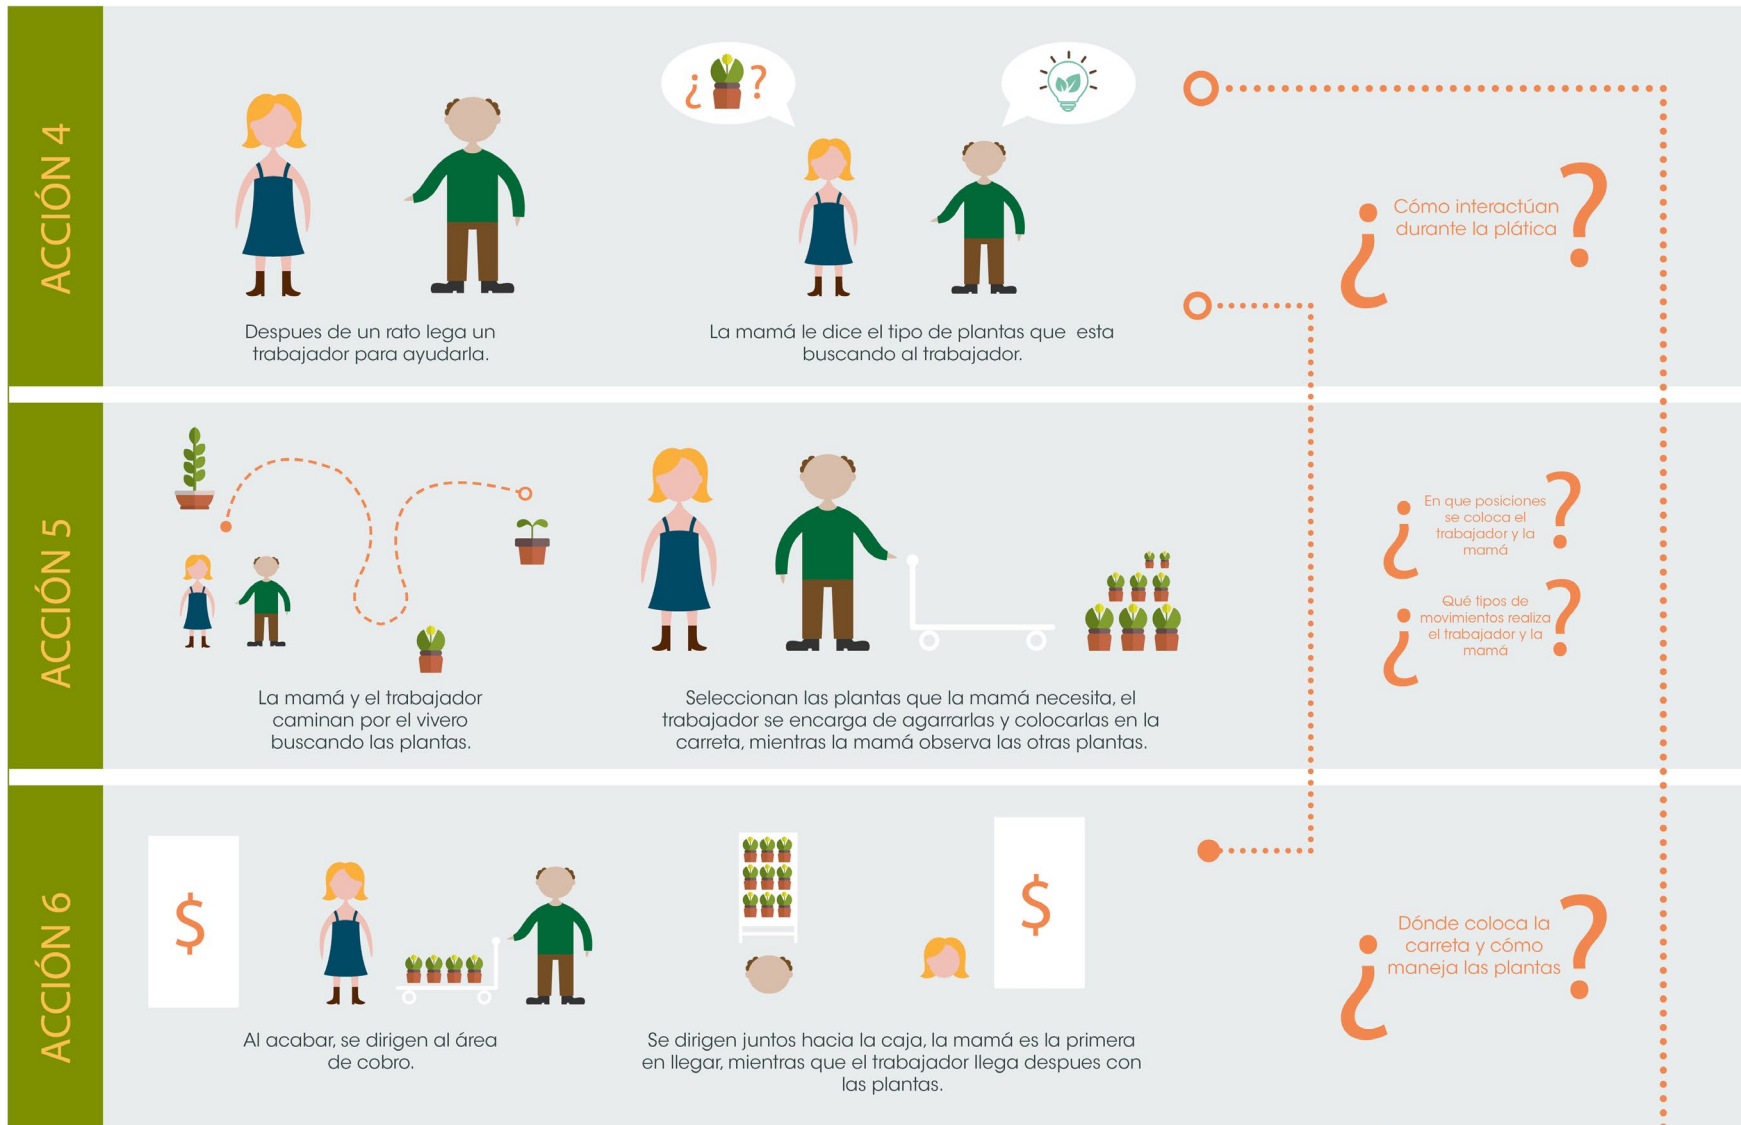 ACCIÓN 4
¿ ?
Despues de un rato lega un
trabajador para ayudarla.
La mamá le dice el tipo de plantas que esta
buscando al trabajador.
¿ Cómo interactúan ?
durante la plática
ACCIÓN 5
La mamá y el trabajador
caminan por el vivero
buscando las plantas.
Seleccionan las plantas que la mamá necesita, el
trabajador se encarga de agarrarlas y colocarlas en la
carreta, mientras la mamá observa las otras plantas.
¿ En que posiciones ?
se coloca el
trabajador y la
mamá
¿ Qué tipos de ?
movimientos realiza
el trabajador y la
mamá
ACCIÓN 6
$
Al acabar, se dirigen al área
de cobro.
$
Se dirigen juntos hacia la caja, la mamá es la primera
en llegar, mientras que el trabajador llega despues con
las plantas.
¿ Dónde coloca la ?
carreta y cómo
maneja las plantas